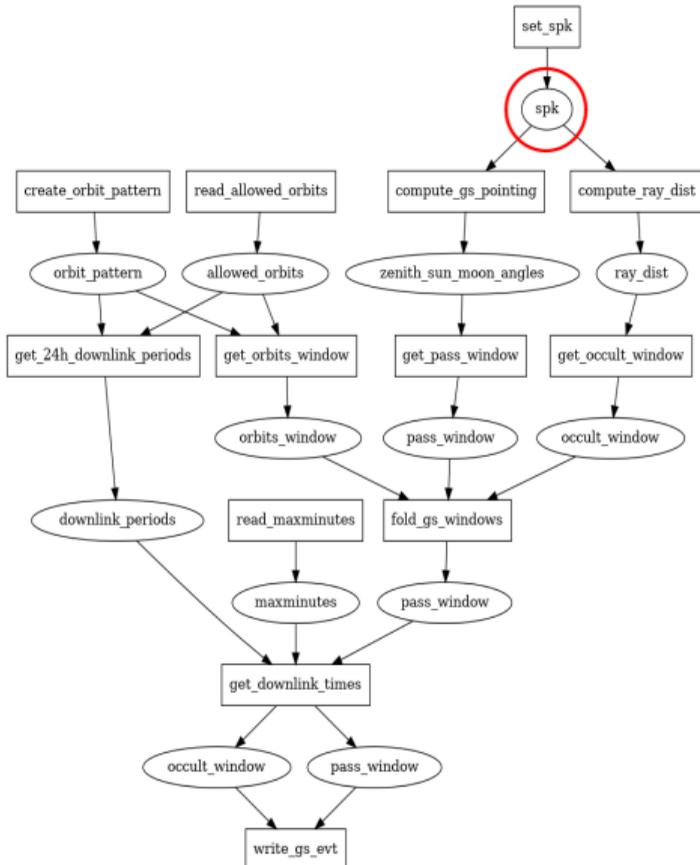 set_spk
spk
create_orbit_pattern
read_allowed_orbits
compute_gs_pointing
compute_ray_dist
orbit_pattern
allowed_orbits
zenith_sun_moon_angles
ray_dist
get_24h_downlink_periods
get_orbits_window
get_pass_window
get_occult_window
orbits_window
pass_window
occult_window
downlink_periods
read_maxminutes
fold_gs_windows
maxminutes
pass_window
get_downlink_times
occult_window
pass_window
write_gs_evt